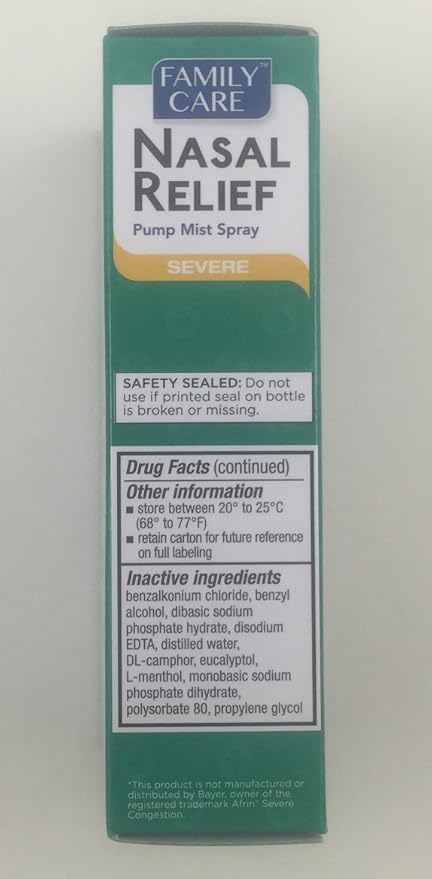 FAMILY™
CARE
NASAL
RELIEF
Pump Mist Spray
SEVERE
SAFETY SEALED: Do not
use if printed seal on bottle
is broken or missing.
Drug Facts (continued)
Other information
■ store between 20° to 25°C
(68° to 77°F)
■ retain carton for future reference
on full labeling
Inactive ingredients
benzalkonium chloride, benzyl
alcohol, dibasic sodium
phosphate hydrate, disodium
EDTA, distilled water,
DL-camphor, eucalyptol,
L-menthol, monobasic sodium
phosphate dihydrate,
polysorbate 80, propylene glycol
*This product is not manufactured or
distributed by Bayer, owner of the
registered trademark Afrin® Severe
Congestion.